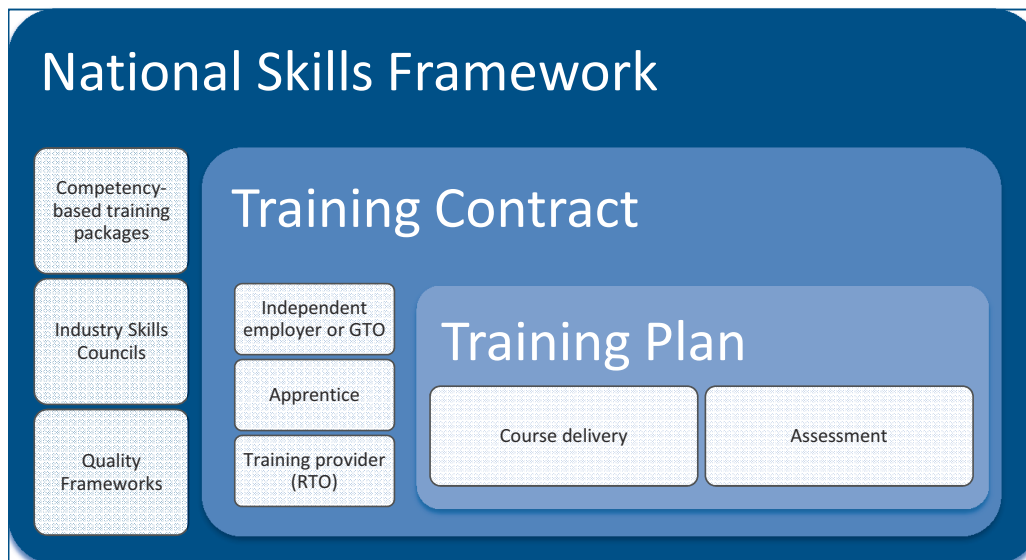 National Skills Framework
Competency-
based training
packages
Industry Skills
Councils
Quality
Frameworks
Training Contract
Independent
employer or GTO
Apprentice
Training provider
(RTO)
Training Plan
Course delivery
Assessment